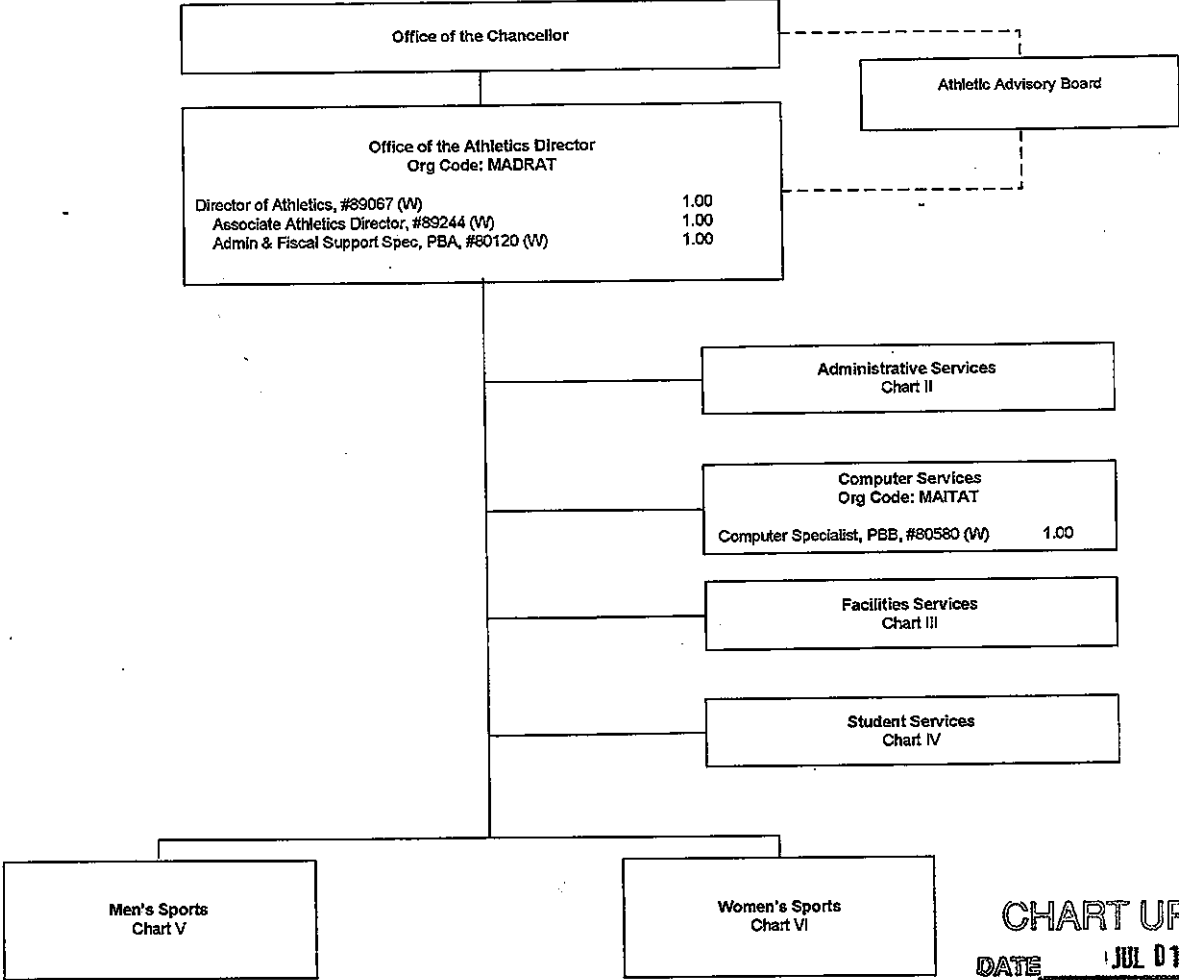 Office of the Chancellor
Athletic Advisory Board
Office of the Athletics Director
Org Code: MADRAT
Director of Athletics, #89067 (W) 1.00
Associate Athletics Director, #89244 (W) 1.00
Admin & Fiscal Support Spec, PBA, #80120 (W) 1.00
Administrative Services
Chart II
Computer Services
Org Code: MAITAT
Computer Specialist, PBB, #80580 (W) 1.00
Facilities Services
Chart III
Student Services
Chart IV
Men's Sports
Chart V
Women's Sports
Chart VI
CHART UP
DATE JUL 01